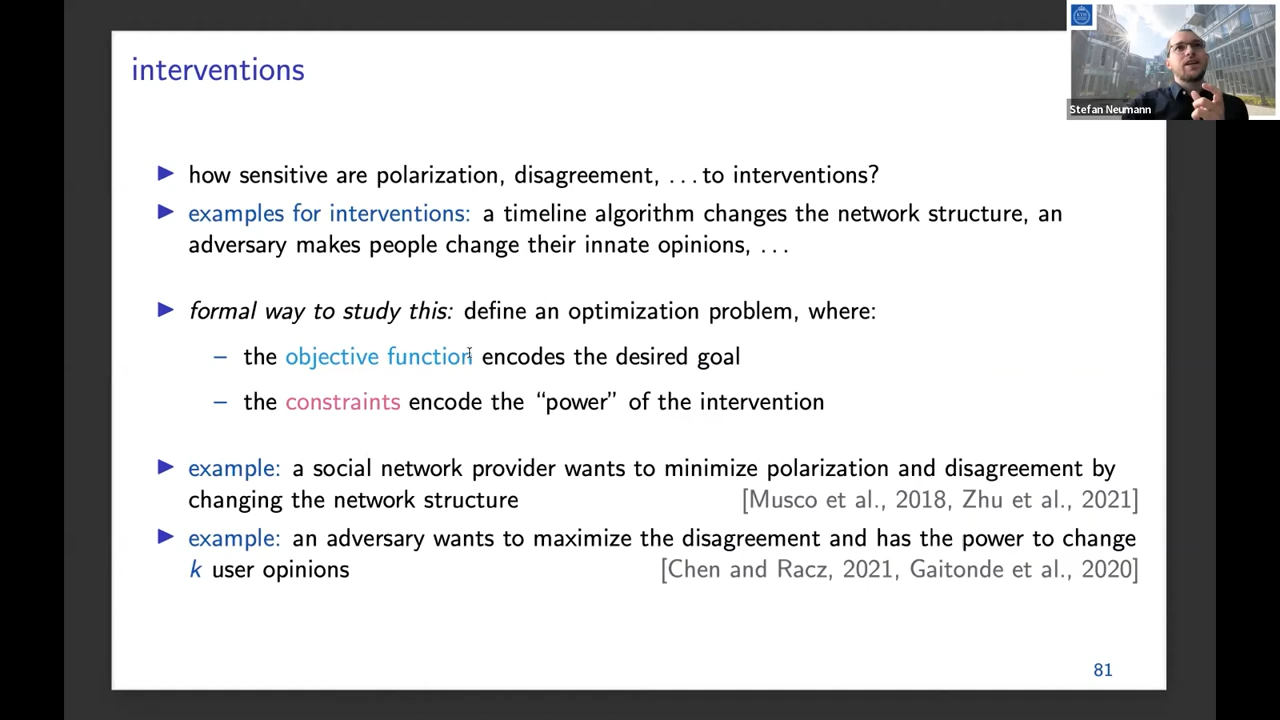 interventions
Stefan Neumann
▶ how sensitive are polarization, disagreement, ... to interventions?
▶ examples for interventions: a timeline algorithm changes the network structure, an
adversary makes people change their innate opinions, ...
▶ formal way to study this: define an optimization problem, where:
– the objective function encodes the desired goal
– the constraints encode the “power” of the intervention
▶ example: a social network provider wants to minimize polarization and disagreement by
changing the network structure [Musco et al., 2018, Zhu et al., 2021]
▶ example: an adversary wants to maximize the disagreement and has the power to change
k user opinions [Chen and Racz, 2021, Gaitonde et al., 2020]
81